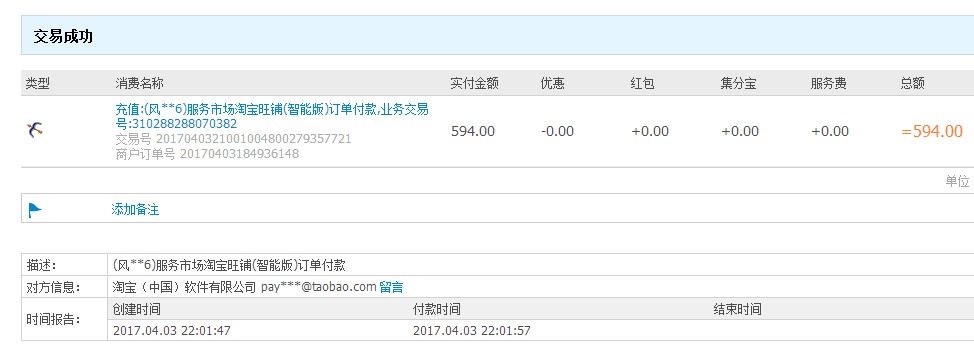 交易成功
类型 消费名称 实付金额 优惠 红包 集分宝 服务费 总额
充值:(风**6)服务市场淘宝旺铺(智能版)订单付款,业务交易
号:310288288070382
交易号 2017040321001004800279357721
商户订单号 20170403184936148
594.00 -0.00 +0.00 +0.00 +0.00 =594.00
单位
添加备注
描述: (风**6)服务市场淘宝旺铺(智能版)订单付款
对方信息: 淘宝（中国）软件有限公司 pay***@taobao.com 留言
时间报告: 创建时间 付款时间 结束时间
2017.04.03 22:01:47 2017.04.03 22:01:57